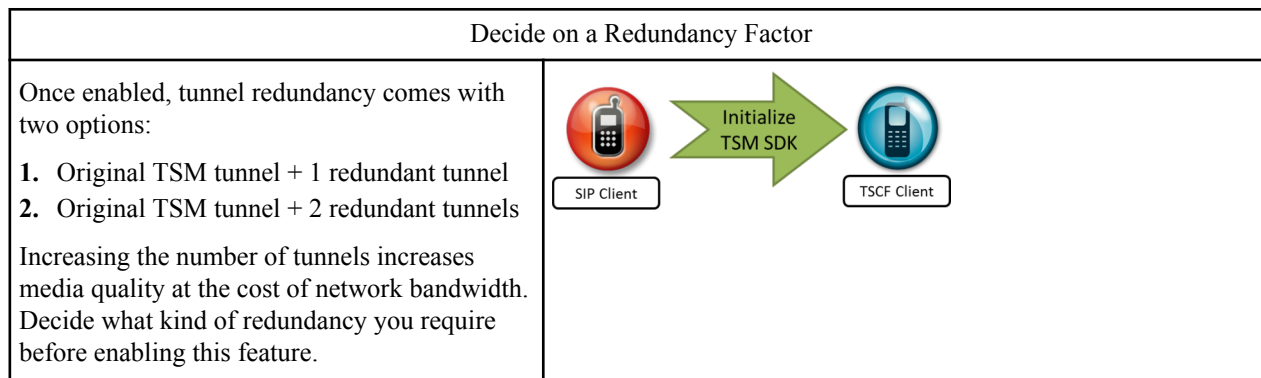 Decide on a Redundancy Factor
Once enabled, tunnel redundancy comes with
two options:
1. Original TSM tunnel + 1 redundant tunnel
2. Original TSM tunnel + 2 redundant tunnels
Increasing the number of tunnels increases
media quality at the cost of network bandwidth.
Decide what kind of redundancy you require
before enabling this feature.
Initialize
TSM SDK
SIP Client
TSCF Client